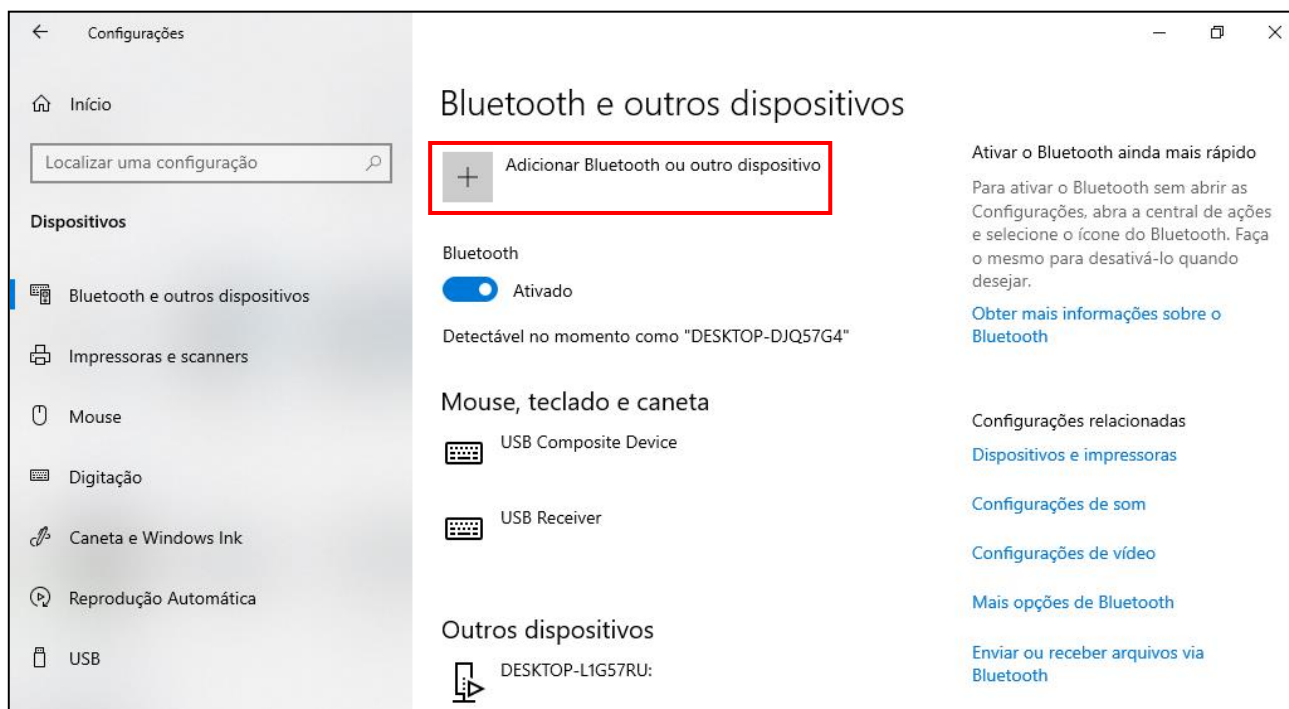 Configurações
Início
Localizar uma configuração
Dispositivos
Bluetooth e outros dispositivos
Impressoras e scanners
Mouse
Digitação
Caneta e Windows Ink
Reprodução Automática
USB
Bluetooth e outros dispositivos
Adicionar Bluetooth ou outro dispositivo
Bluetooth
Ativado
Detectável no momento como "DESKTOP-DJQ57G4"
Mouse, teclado e caneta
USB Composite Device
USB Receiver
Outros dispositivos
DESKTOP-L1G57RU:
Ativar o Bluetooth ainda mais rápido
Para ativar o Bluetooth sem abrir as
Configurações, abra a central de ações
e selecione o ícone do Bluetooth. Faça
o mesmo para desativá-lo quando
desejar.
Obter mais informações sobre o
Bluetooth
Configurações relacionadas
Dispositivos e impressoras
Configurações de som
Configurações de vídeo
Mais opções de Bluetooth
Enviar ou receber arquivos via
Bluetooth